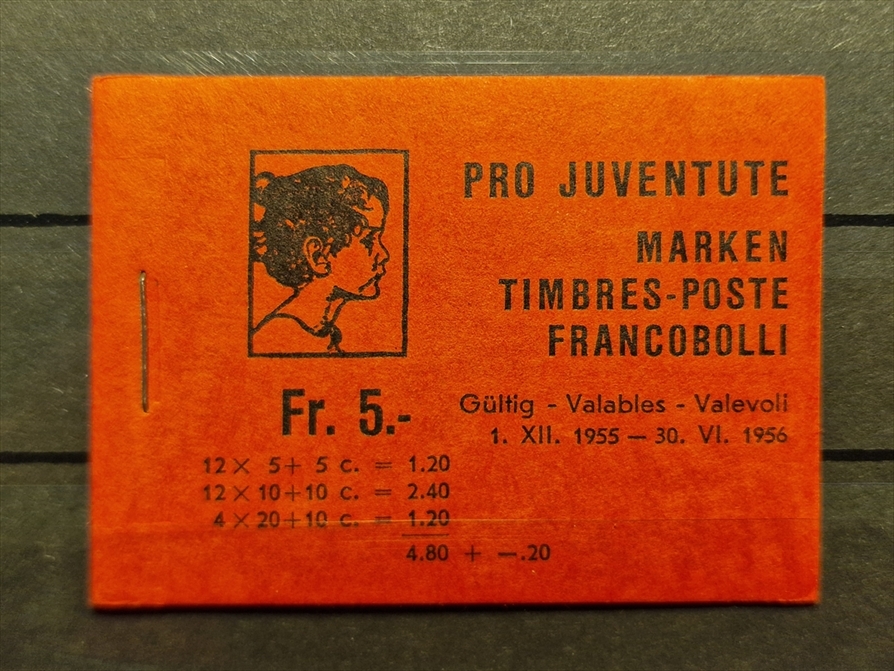 PRO JUVENTUTE
MARKEN
TIMBRES-POSTE
FRANCOBOLLI
Fr. 5.-
Gültig - Valables - Valevoli
1. XII. 1955 — 30. VI. 1956
12 × 5 + 5 c. = 1.20
12 × 10 + 10 c. = 2.40
4 × 20 + 10 c. = 1.20
4.80 + —.20